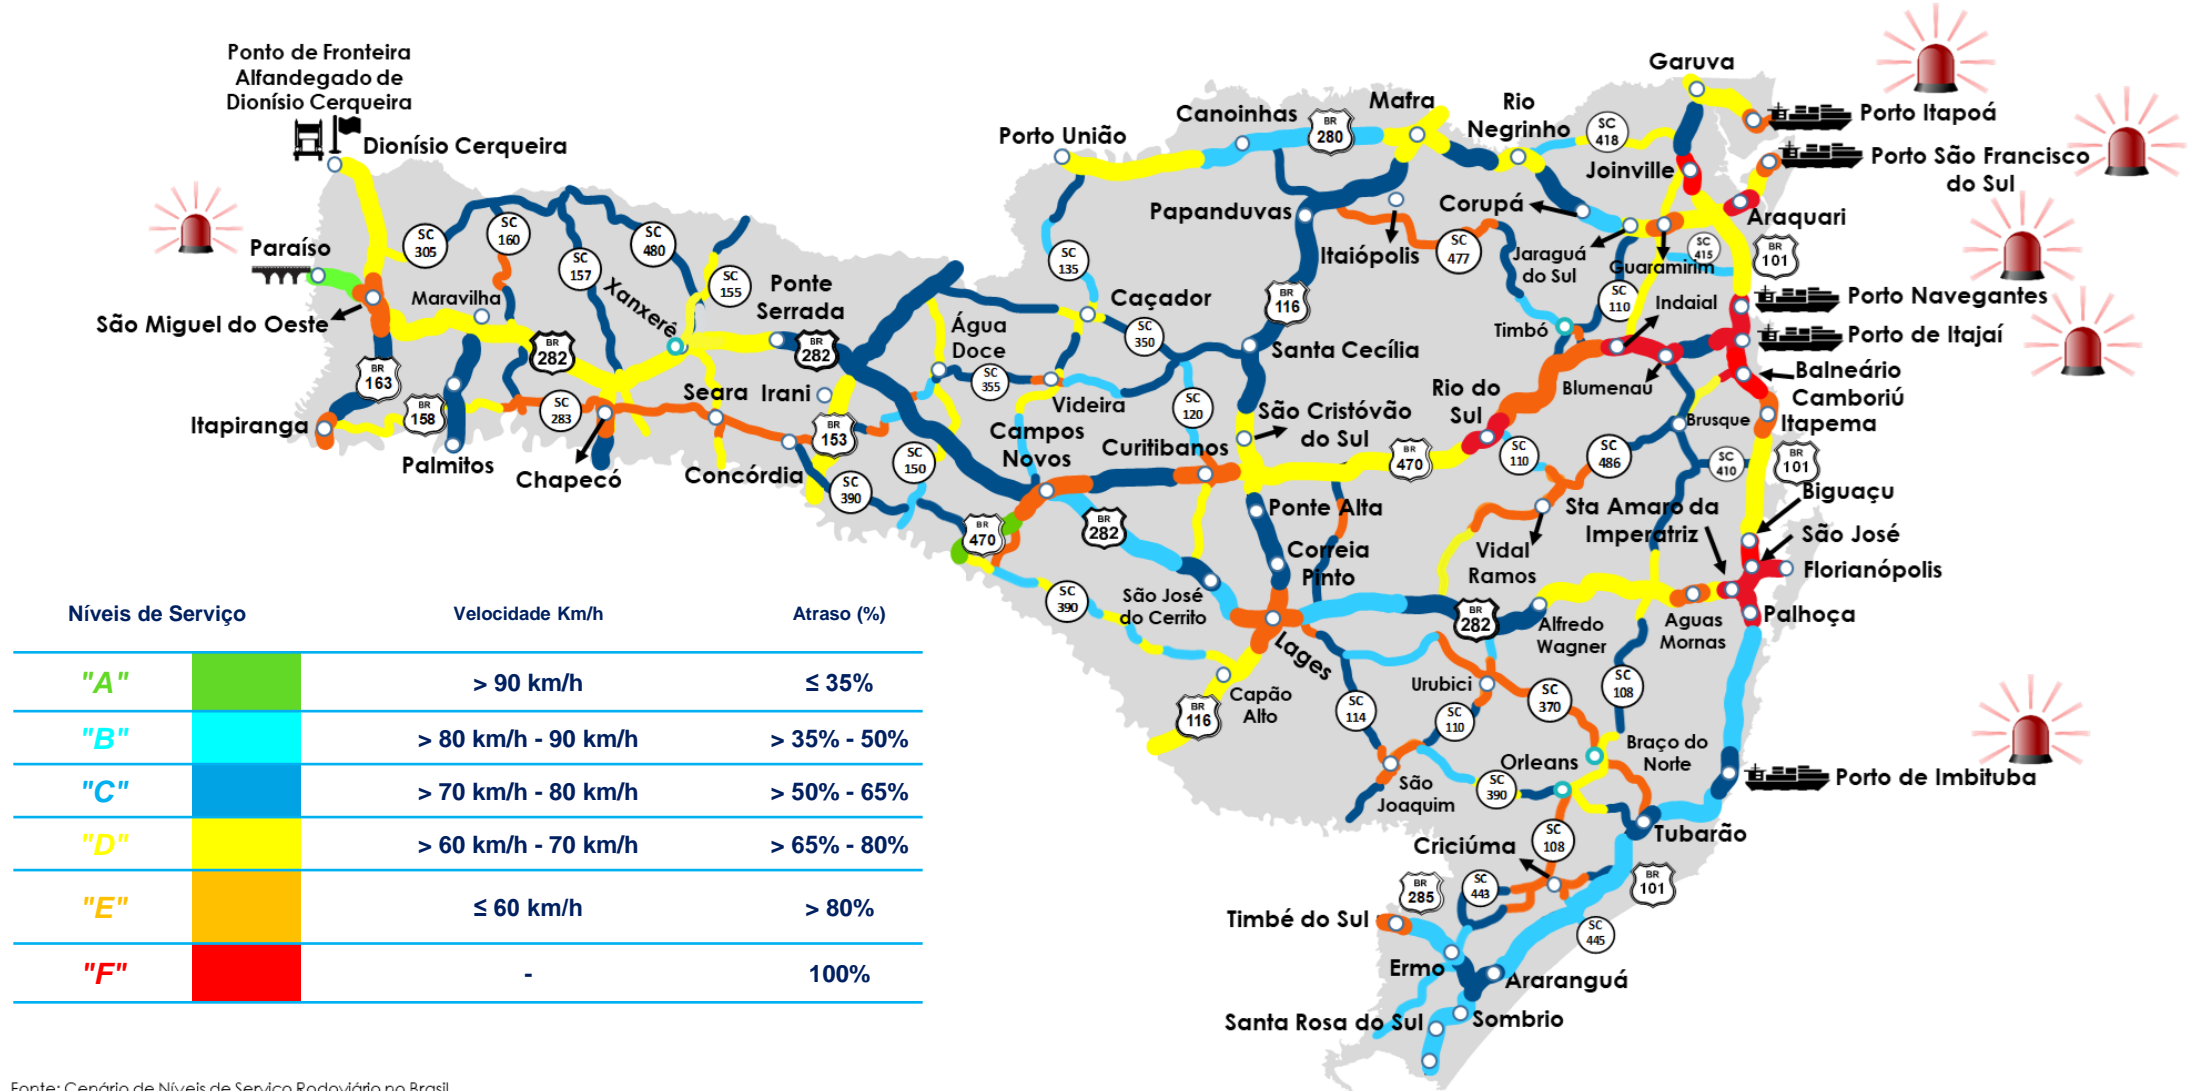 Ponto de Fronteira
Alfandegado de
Dionísio Cerqueira
Dionísio Cerqueira
Paraíso
São Miguel do Oeste
Maravilha
Itapiranga
Palmitos
Chapecó
Xanxerê
Ponte
Serrada
Seara
Irani
Concórdia
Água
Doce
Videira
Campos
Novos
Caçador
Porto União
Canoinhas
Mafra
Rio
Negrinho
Papanduvas
Itaiópolis
Corupá
Jaraguá
do Sul
Guaramirim
Joinville
Garuva
Araquari
Porto Itapoá
Porto São Francisco
do Sul
Porto Navegantes
Porto de Itajaí
Balneário
Camboriú
Itapema
Indaial
Timbó
Blumenau
Brusque
Rio do
Sul
Santa Cecília
São Cristóvão
do Sul
Curitibanos
Ponte Alta
Correia
Pinto
São José
do Cerrito
Lages
Capão
Alto
Vidal
Ramos
Sta Amaro da
Imperatriz
Biguaçu
São José
Florianópolis
Palhoça
Aguas
Mornas
Alfredo
Wagner
Urubici
São
Joaquim
Orleans
Braço do
Norte
Porto de Imbituba
Tubarão
Criciúma
Timbé do Sul
Ermo
Araranguá
Sombrio
Santa Rosa do Sul
SC
305
SC
160
SC
157
SC
480
SC
155
BR
282
BR
282
BR
163
BR
158
SC
283
BR
153
SC
390
SC
150
SC
355
SC
135
SC
350
SC
120
BR
280
BR
116
SC
477
SC
418
SC
415
BR
101
SC
110
BR
470
SC
110
SC
486
SC
410
BR
101
BR
470
BR
282
SC
390
BR
116
BR
282
SC
114
SC
110
SC
370
SC
108
SC
390
SC
108
SC
443
BR
285
BR
101
SC
445
Níveis de Serviço Velocidade Km/h Atraso (%)
"A" > 90 km/h ≤ 35%
"B" > 80 km/h - 90 km/h > 35% - 50%
"C" > 70 km/h - 80 km/h > 50% - 65%
"D" > 60 km/h - 70 km/h > 65% - 80%
"E" ≤ 60 km/h > 80%
"F" - 100%
Fonte: Cenário de Níveis de Serviço Rodoviário no Brasil